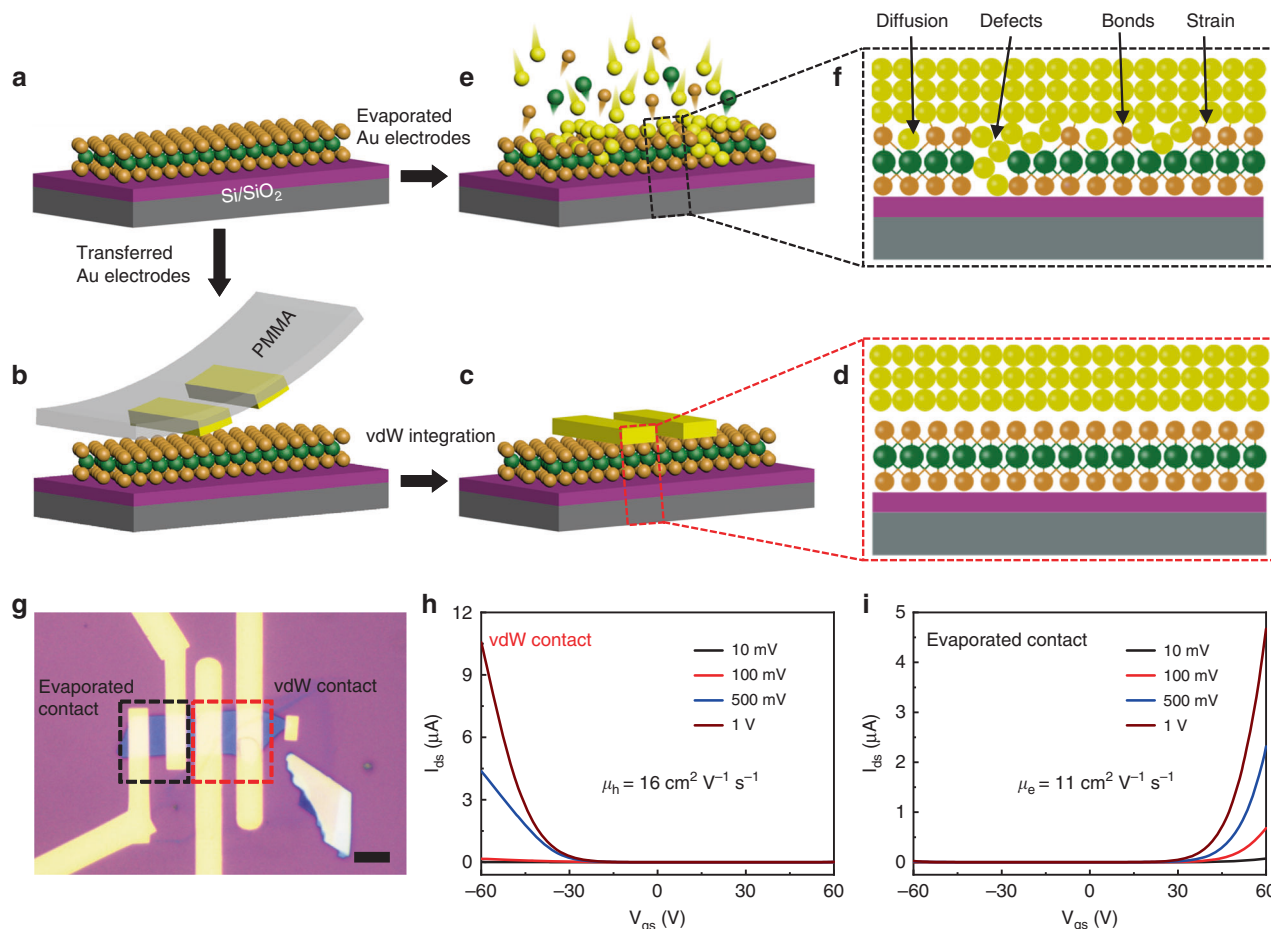 a
Si/SiO₂
Evaporated
Au electrodes
e
Diffusion
Defects
Bonds
Strain
f
Transferred
Au electrodes
b
PMMA
vdW integration
c
d
g
Evaporated
contact
vdW contact
h
vdW contact
10 mV
100 mV
500 mV
1 V
μh = 16 cm² V⁻¹ s⁻¹
12
9
6
3
0
Ids (μA)
–60
–30
0
30
60
Vgs (V)
i
Evaporated contact
10 mV
100 mV
500 mV
1 V
μe = 11 cm² V⁻¹ s⁻¹
5
4
3
2
1
0
Ids (μA)
–60
–30
0
30
60
Vgs (V)